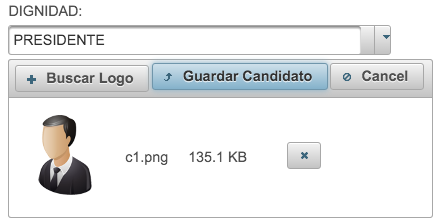 DIGNIDAD:
PRESIDENTE
Buscar Logo Guardar Candidato Cancel
c1.png 135.1 KB